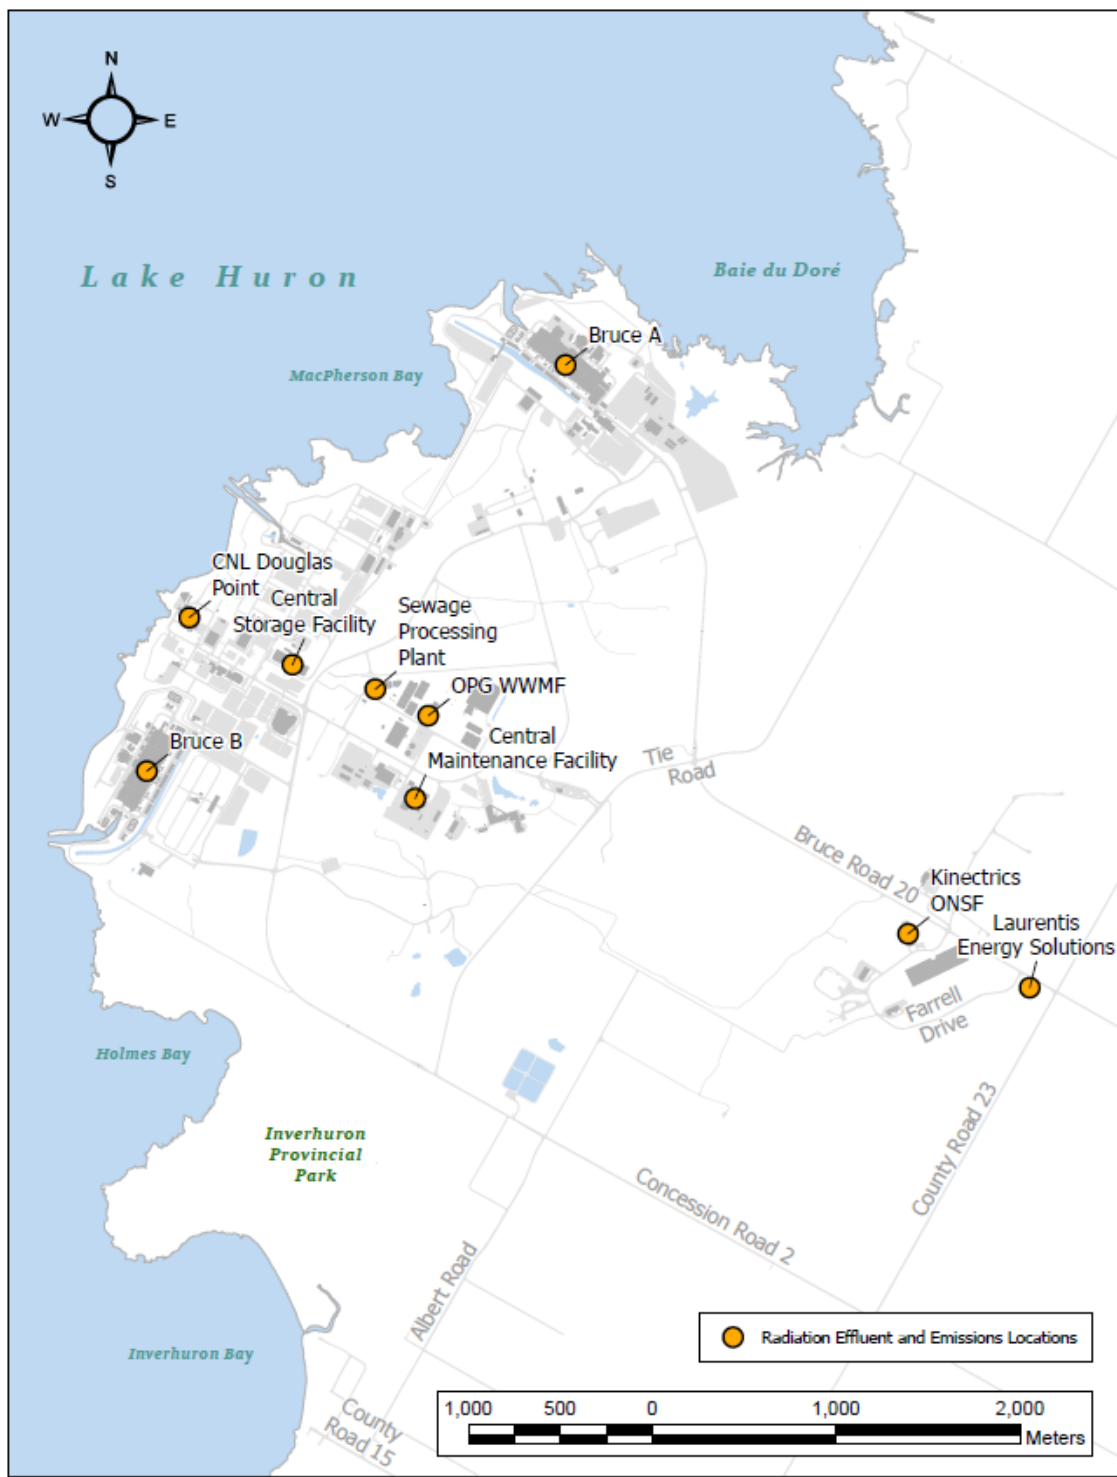 N
W E
S
Lake Huron
Baie du Doré
Bruce A
MacPherson Bay
CNL Douglas
Point
Central
Storage Facility
Sewage
Processing
Plant
OPG WWMF
Bruce B
Central
Maintenance Facility
Tie
Road
Bruce Road 20
Kinectrics
ONSF
Laurentis
Energy Solutions
Farrell
Drive
Holmes Bay
Inverhuron
Provincial
Park
County Road 23
Concession Road 2
Albert Road
Inverhuron Bay
County
Road 15
Radiation Effluent and Emissions Locations
1,000 500 0 1,000 2,000
Meters